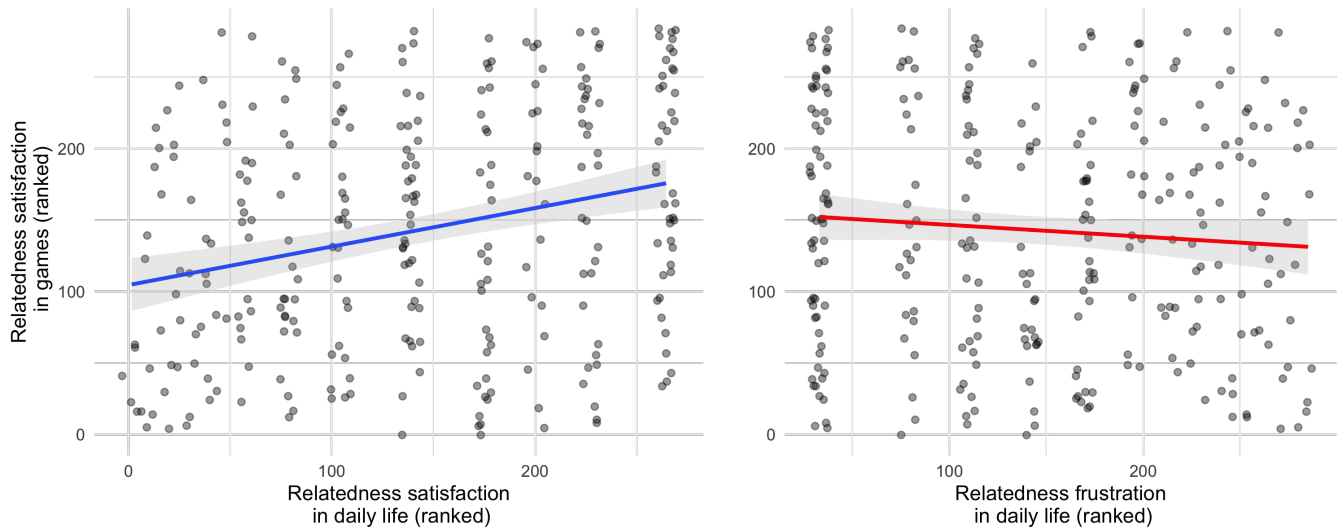 Relatedness satisfaction
in games (ranked)
200
100
0
0
100
200
Relatedness satisfaction
in daily life (ranked)
200
100
0
100
200
Relatedness frustration
in daily life (ranked)